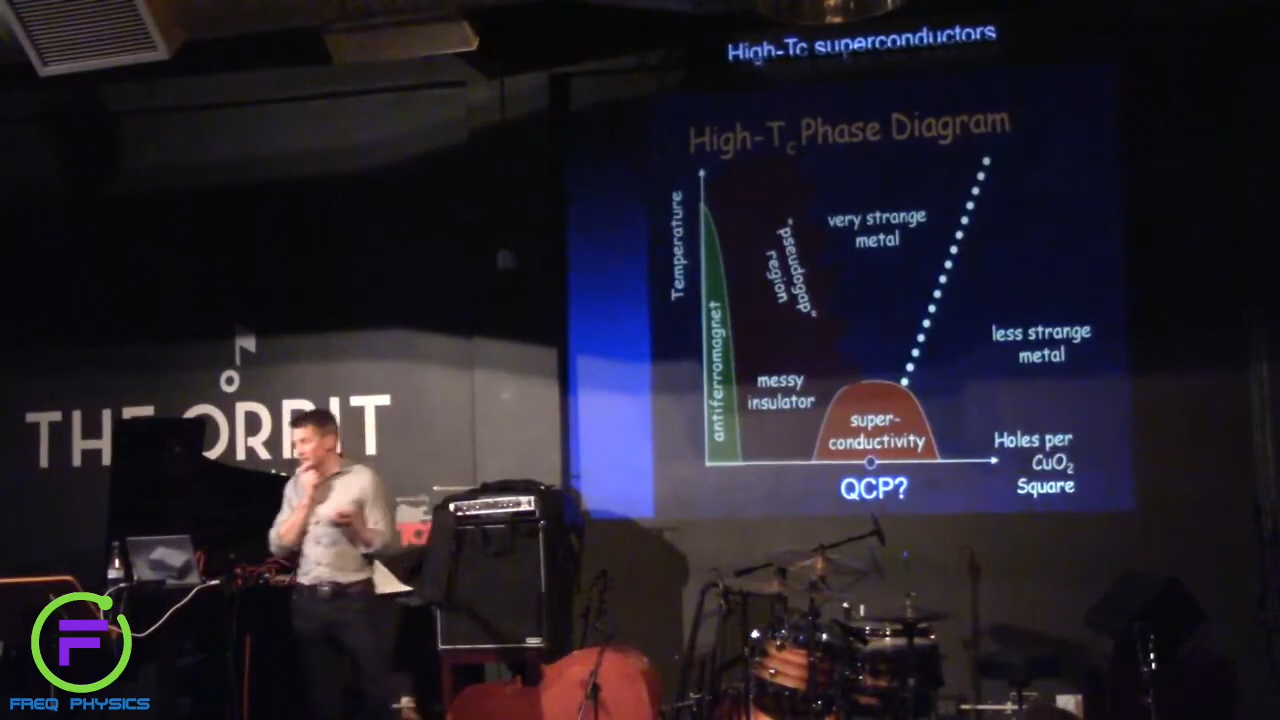 High-Tc superconductors
High-Tc Phase Diagram
Temperature
antiferromagnet
"pseudogap"
region
very strange
metal
less strange
metal
messy
insulator
super-
conductivity
Holes per
CuO2
Square
QCP?
THE ORBIT
FREQ PHYSICS